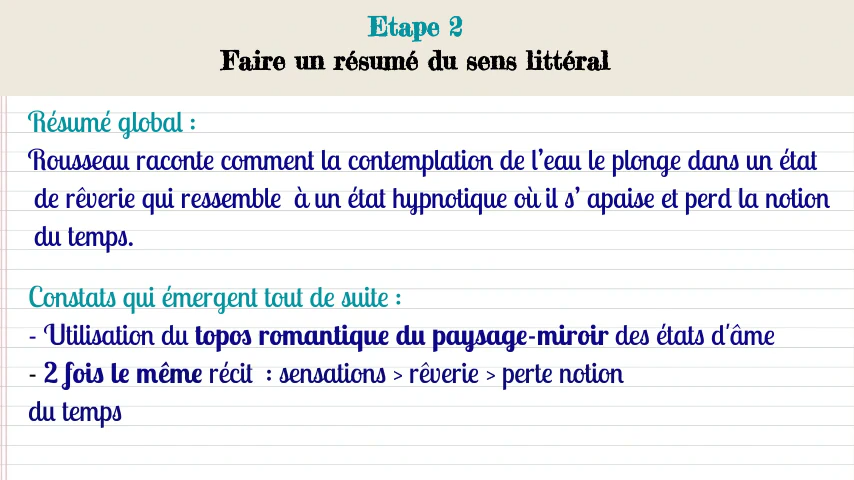 Etape 2
Faire un résumé du sens littéral
Résumé global :
Rousseau raconte comment la contemplation de l'eau le plonge dans un état
de rêverie qui ressemble à un état hypnotique où il s' apaise et perd la notion
du temps.
Constats qui émergent tout de suite :
- Utilisation du topos romantique du paysage-miroir des états d'âme
- 2 fois le même récit : sensations > rêverie > perte notion
du temps